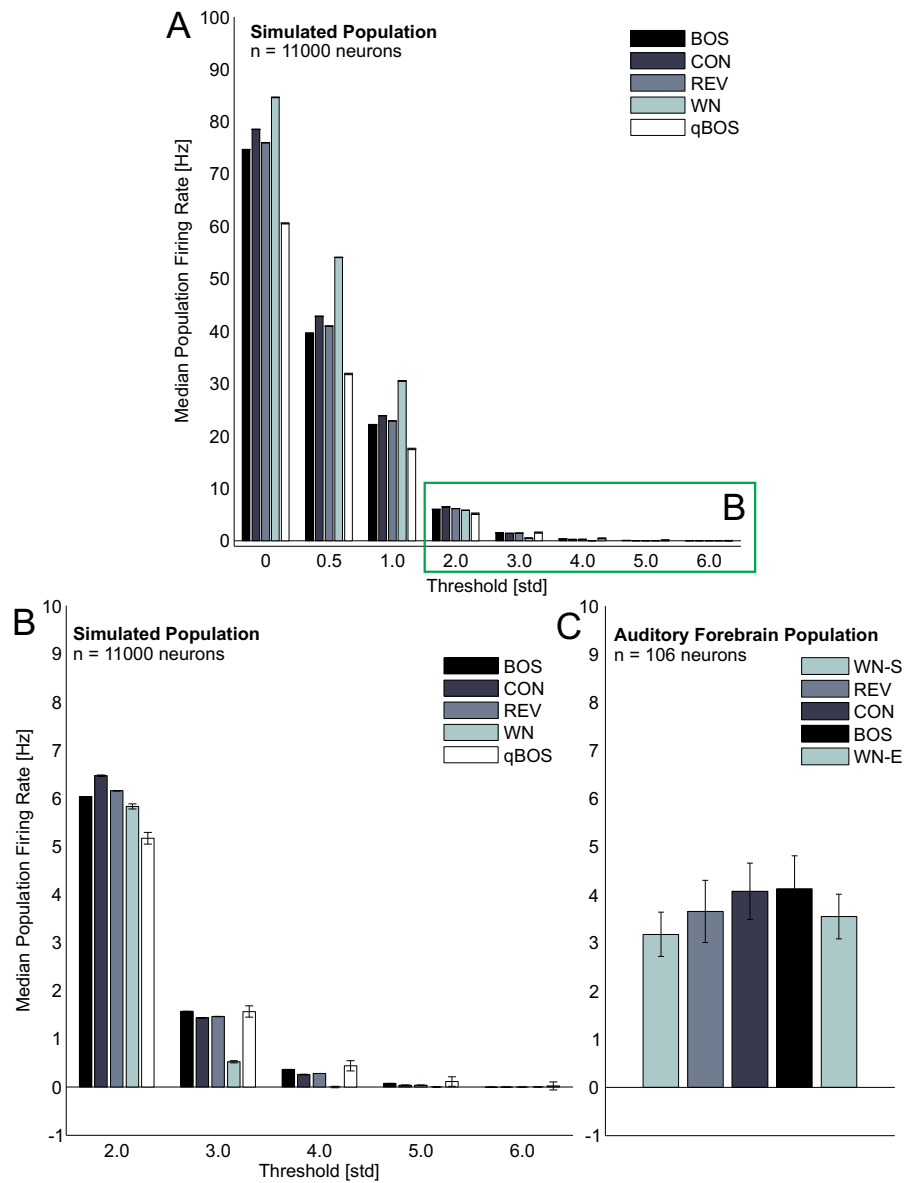 A
Simulated Population
n = 11000 neurons
BOS
CON
REV
WN
qBOS
Median Population Firing Rate [Hz]
100
90
80
70
60
50
40
30
20
10
0
B
0 0.5 1.0 2.0 3.0 4.0 5.0 6.0
Threshold [std]
B
Simulated Population
n = 11000 neurons
BOS
CON
REV
WN
qBOS
Median Population Firing Rate [Hz]
10
9
8
7
6
5
4
3
2
1
0
-1
2.0 3.0 4.0 5.0 6.0
Threshold [std]
C
Auditory Forebrain Population
n = 106 neurons
WN-S
REV
CON
BOS
WN-E
10
9
8
7
6
5
4
3
2
1
0
-1